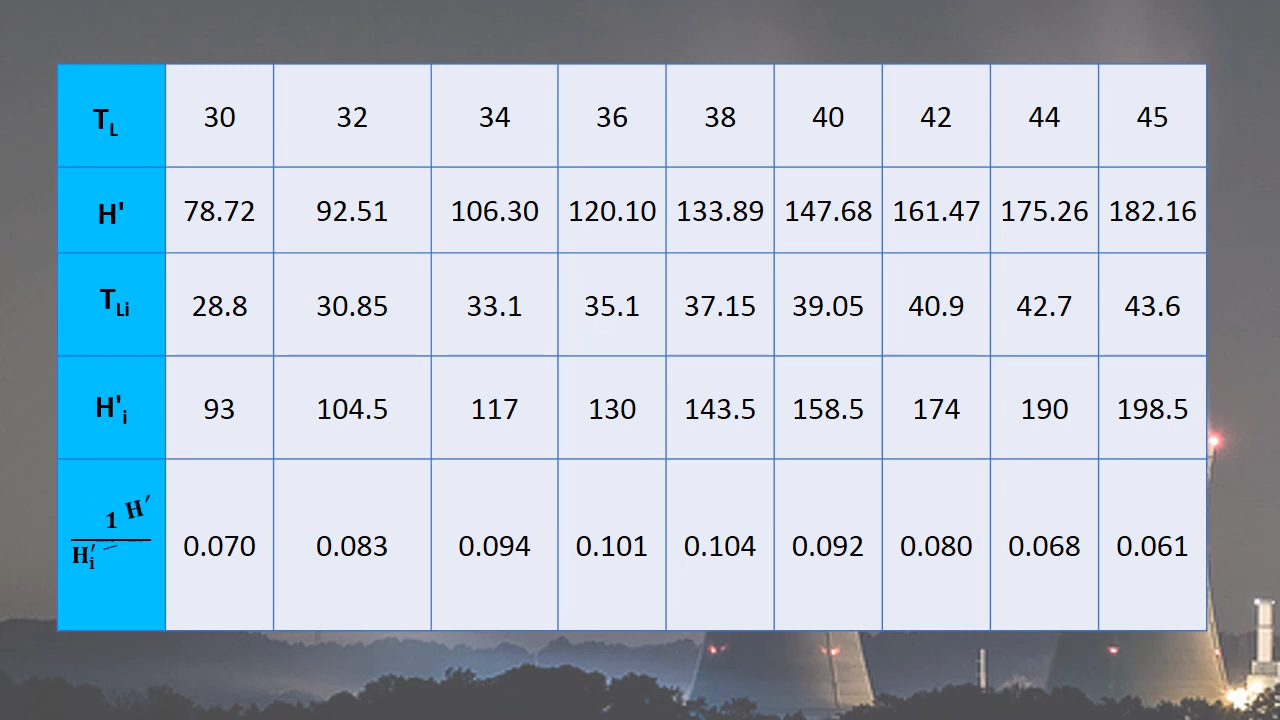 T_L 30 32 34 36 38 40 42 44 45
H' 78.72 92.51 106.30 120.10 133.89 147.68 161.47 175.26 182.16
T_Li 28.8 30.85 33.1 35.1 37.15 39.05 40.9 42.7 43.6
H'_i 93 104.5 117 130 143.5 158.5 174 190 198.5
1 H′
H′_i − 0.070 0.083 0.094 0.101 0.104 0.092 0.080 0.068 0.061